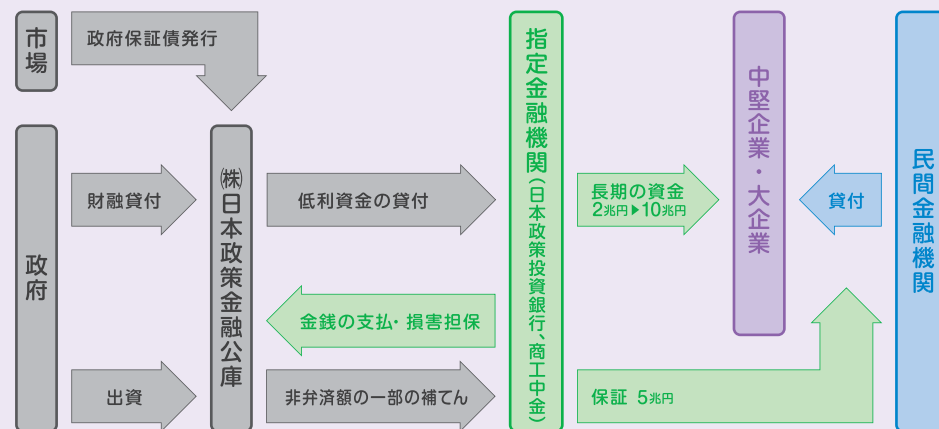 市場
政府保証債発行
政府
財融貸付
出資
㈱日本政策金融公庫
低利資金の貸付
金銭の支払・損害担保
非弁済額の一部の補てん
指定金融機関(日本政策投資銀行、商工中金)
長期の資金
2兆円▶10兆円
保証 5兆円
中堅企業・大企業
貸付
民間金融機関